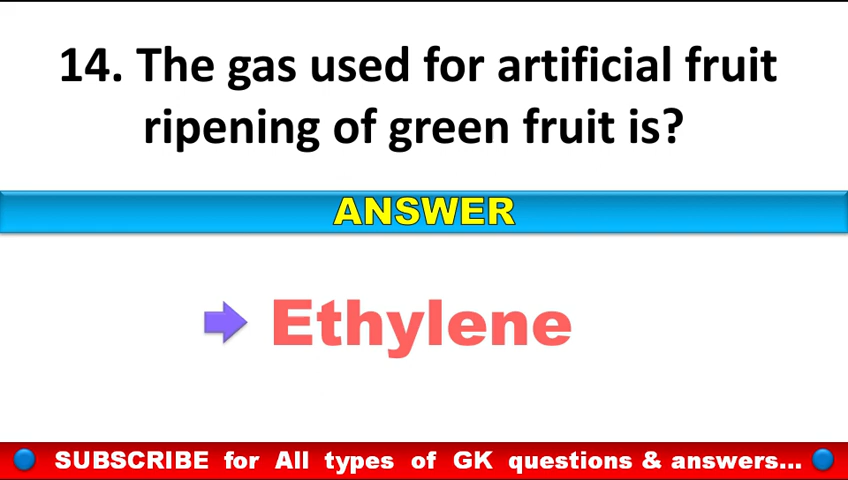 14. The gas used for artificial fruit
ripening of green fruit is?
ANSWER
Ethylene
SUBSCRIBE for All types of GK questions & answers...